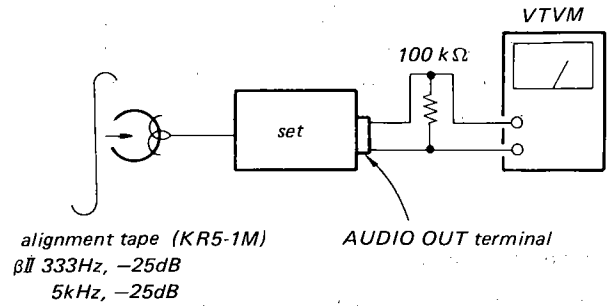 VTVM
100 kΩ
set
alignment tape (KR5-1M)
βII 333Hz, −25dB
5kHz, −25dB
AUDIO OUT terminal